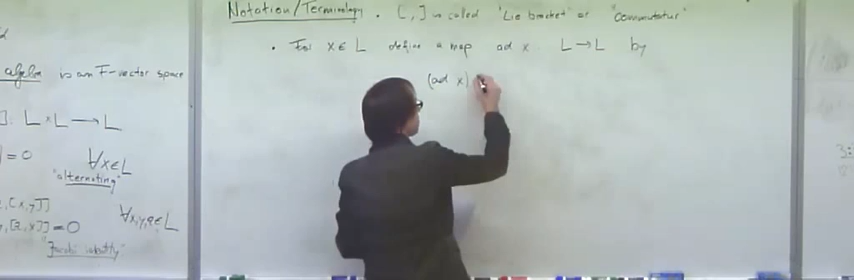 algebra is an F-vector space
]: L × L → L
] = 0 ∀x∈L
"alternating"
, [x,y]]
, [z,x]] = 0 ∀x,y,z∈L
"Jacobi identity"
Notation/Terminology • [ , ] is called "Lie bracket" or "commutator"
• For x ∈ L define a map ad x L → L by
(ad x)